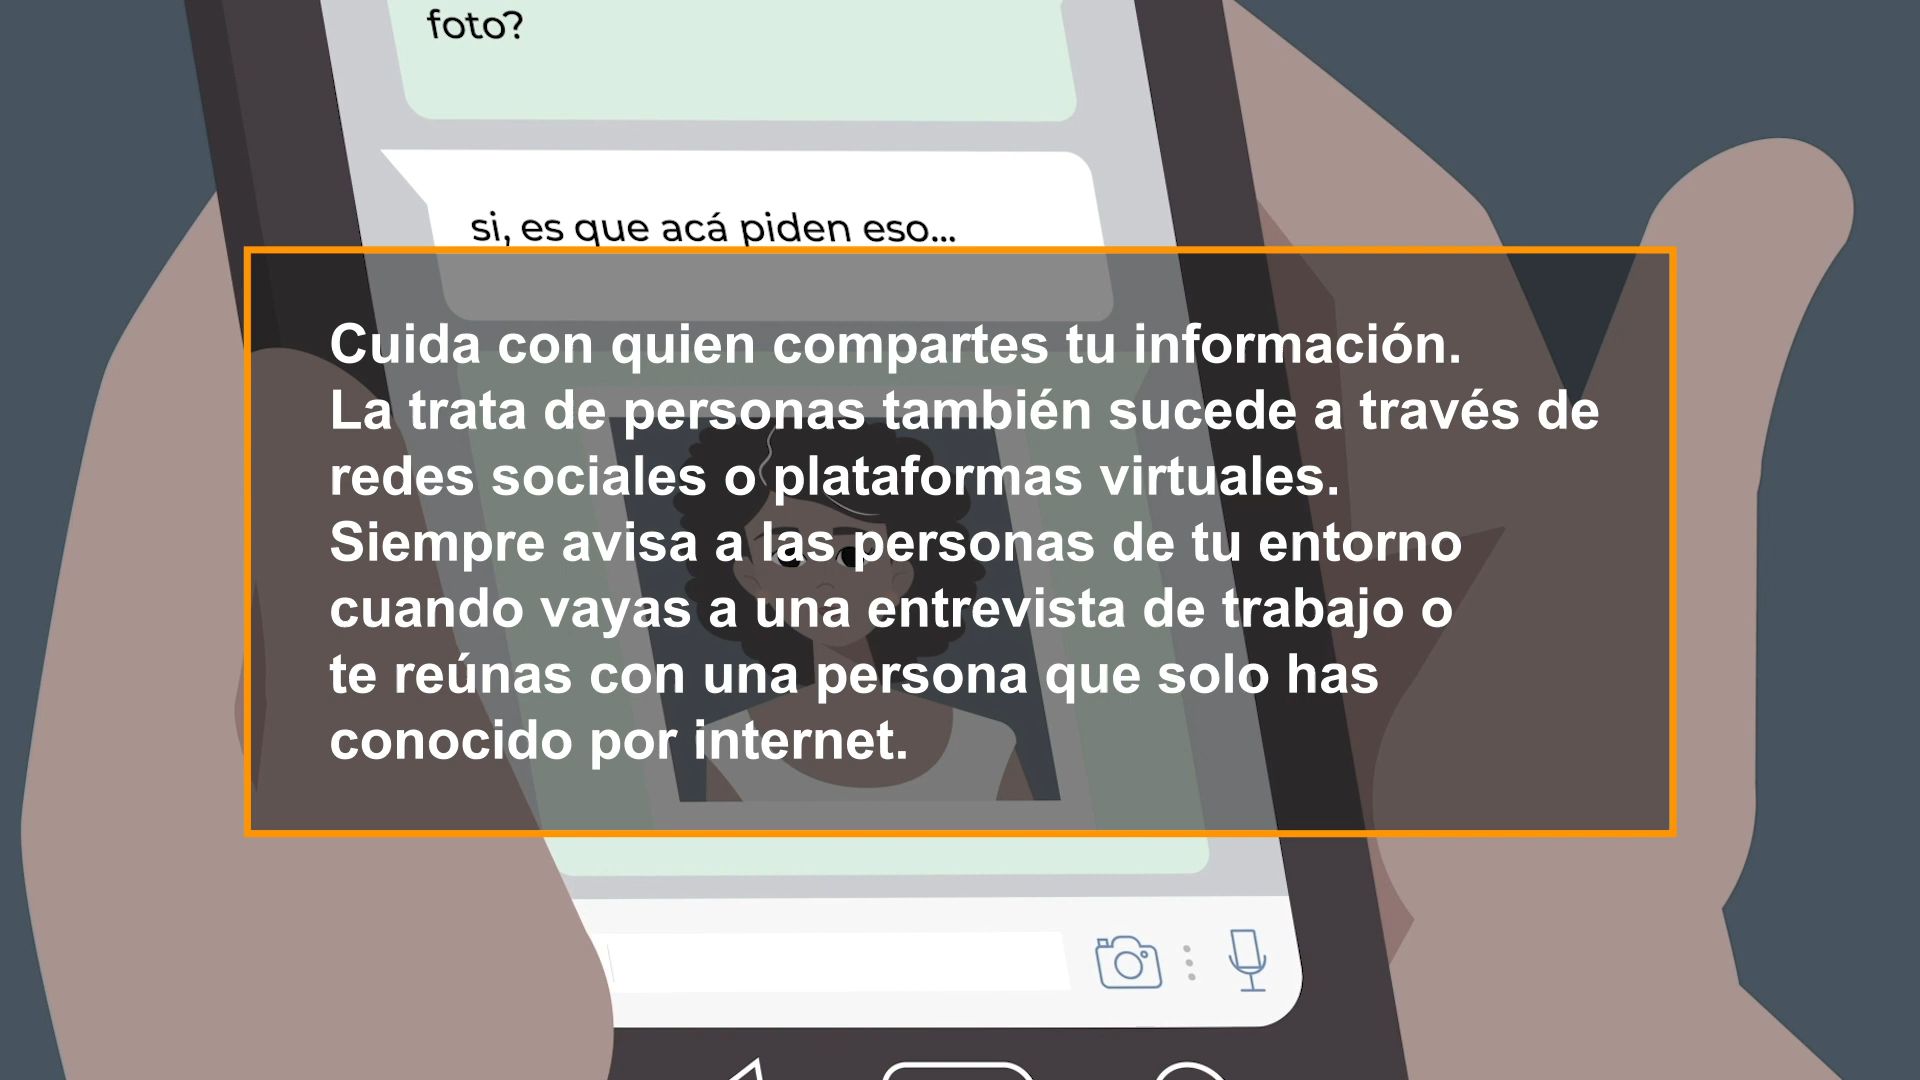 foto?
si, es que acá piden eso...
Cuida con quien compartes tu información.
La trata de personas también sucede a través de
redes sociales o plataformas virtuales.
Siempre avisa a las personas de tu entorno
cuando vayas a una entrevista de trabajo o
te reúnas con una persona que solo has
conocido por internet.